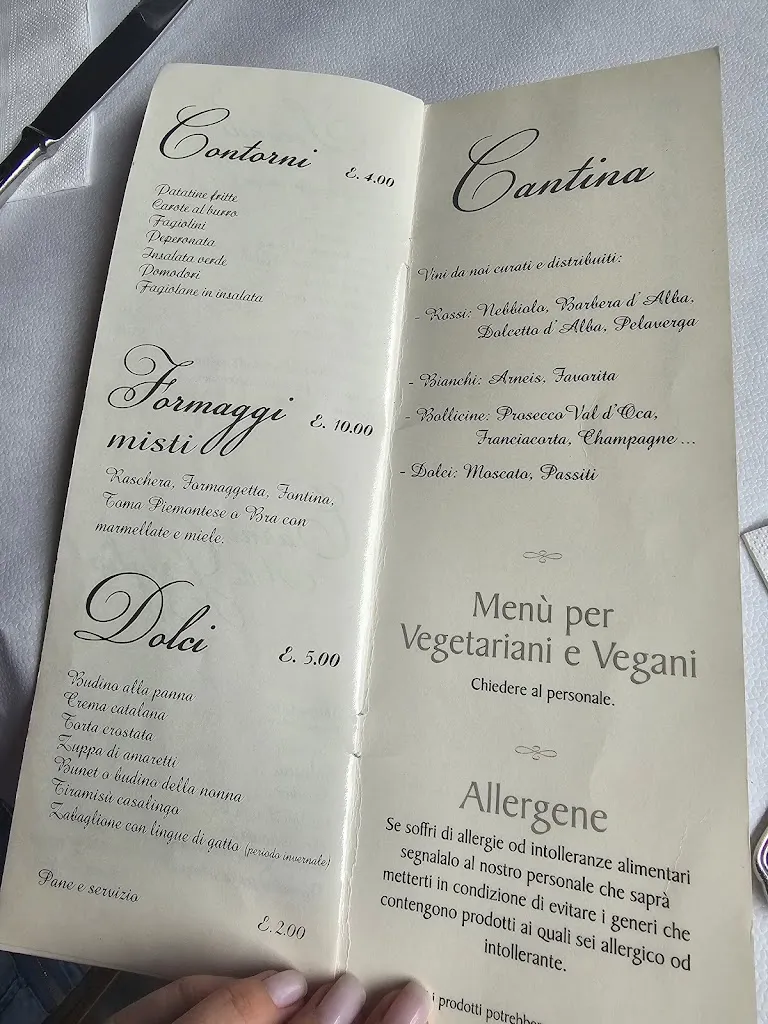 Contorni E. 4.00
Patatine fritte
Carote al burro
Fagiolini
Peperonata
Insalata verde
Pomodori
Fagiolane in insalata
Formaggi E. 10.00
misti
Raschera, Formaggetta, Fontina,
Toma Piemontese o Bra con
marmellate e miele.
Dolci E. 5.00
Budino alla panna
Crema catalana
Torta crostata
Zuppa di amaretti
Bunet o budino della nonna
Tiramisù casalingo
Zabaglione con lingue di gatto (periodo invernale)
Pane e servizio E. 2.00
Cantina
Vini da noi curati e distribuiti:
- Rossi: Nebbiolo, Barbera d'Alba,
Dolcetto d'Alba, Pelaverga
- Bianchi: Arneis, Favorita
- Bollicine: Prosecco Val d'Oca,
Franciacorta, Champagne ...
- Dolci: Moscato, Passiti
Menù per
Vegetariani e Vegani
Chiedere al personale.
Allergene
Se soffri di allergie od intolleranze alimentari
segnalalo al nostro personale che saprà
metterti in condizione di evitare i generi che
contengono prodotti ai quali sei allergico od
intollerante.
i prodotti